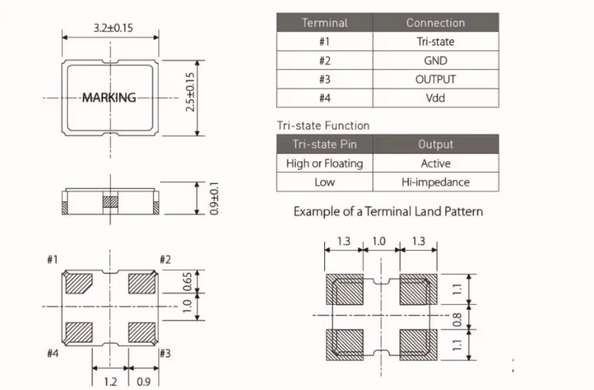 3.2±0.15
MARKING
2.5±0.15
0.9±0.1
#1 #2
0.65
1.0
#4 #3
1.2 0.9
Terminal Connection
#1 Tri-state
#2 GND
#3 OUTPUT
#4 Vdd
Tri-state Function
Tri-state Pin Output
High or Floating Active
Low Hi-impedance
Example of a Terminal Land Pattern
1.3 1.0 1.3
1.1
0.8
1.1